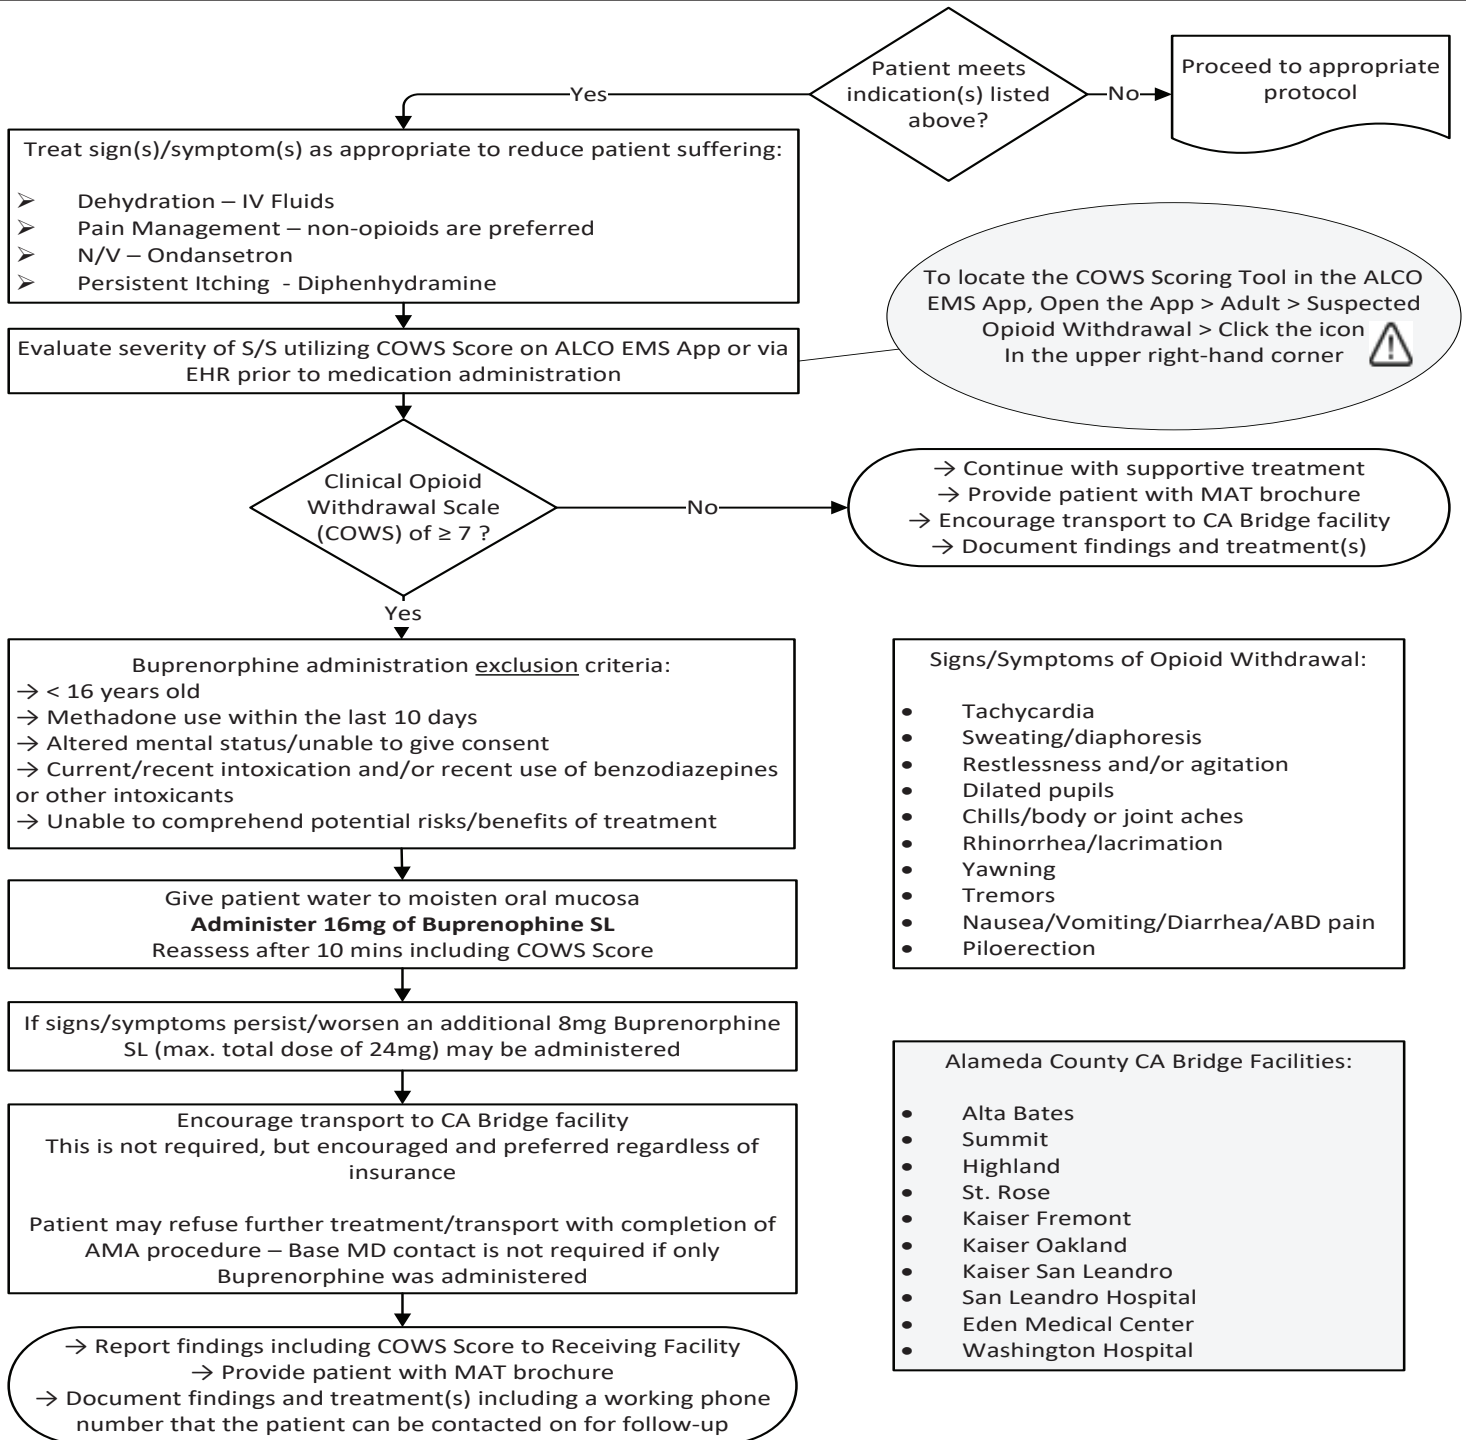 Patient meets
indication(s) listed
above?
Yes
No
Proceed to appropriate
protocol
Treat sign(s)/symptom(s) as appropriate to reduce patient suffering:
➢ Dehydration – IV Fluids
➢ Pain Management – non-opioids are preferred
➢ N/V – Ondansetron
➢ Persistent Itching - Diphenhydramine
To locate the COWS Scoring Tool in the ALCO
EMS App, Open the App > Adult > Suspected
Opioid Withdrawal > Click the icon
In the upper right-hand corner
Evaluate severity of S/S utilizing COWS Score on ALCO EMS App or via
EHR prior to medication administration
Clinical Opioid
Withdrawal Scale
(COWS) of ≥ 7 ?
No
→ Continue with supportive treatment
→ Provide patient with MAT brochure
→ Encourage transport to CA Bridge facility
→ Document findings and treatment(s)
Yes
Buprenorphine administration exclusion criteria:
→ < 16 years old
→ Methadone use within the last 10 days
→ Altered mental status/unable to give consent
→ Current/recent intoxication and/or recent use of benzodiazepines
or other intoxicants
→ Unable to comprehend potential risks/benefits of treatment
Signs/Symptoms of Opioid Withdrawal:
• Tachycardia
• Sweating/diaphoresis
• Restlessness and/or agitation
• Dilated pupils
• Chills/body or joint aches
• Rhinorrhea/lacrimation
• Yawning
• Tremors
• Nausea/Vomiting/Diarrhea/ABD pain
• Piloerection
Give patient water to moisten oral mucosa
Administer 16mg of Buprenophine SL
Reassess after 10 mins including COWS Score
If signs/symptoms persist/worsen an additional 8mg Buprenorphine
SL (max. total dose of 24mg) may be administered
Encourage transport to CA Bridge facility
This is not required, but encouraged and preferred regardless of
insurance
Patient may refuse further treatment/transport with completion of
AMA procedure – Base MD contact is not required if only
Buprenorphine was administered
Alameda County CA Bridge Facilities:
• Alta Bates
• Summit
• Highland
• St. Rose
• Kaiser Fremont
• Kaiser Oakland
• Kaiser San Leandro
• San Leandro Hospital
• Eden Medical Center
• Washington Hospital
→ Report findings including COWS Score to Receiving Facility
→ Provide patient with MAT brochure
→ Document findings and treatment(s) including a working phone
number that the patient can be contacted on for follow-up